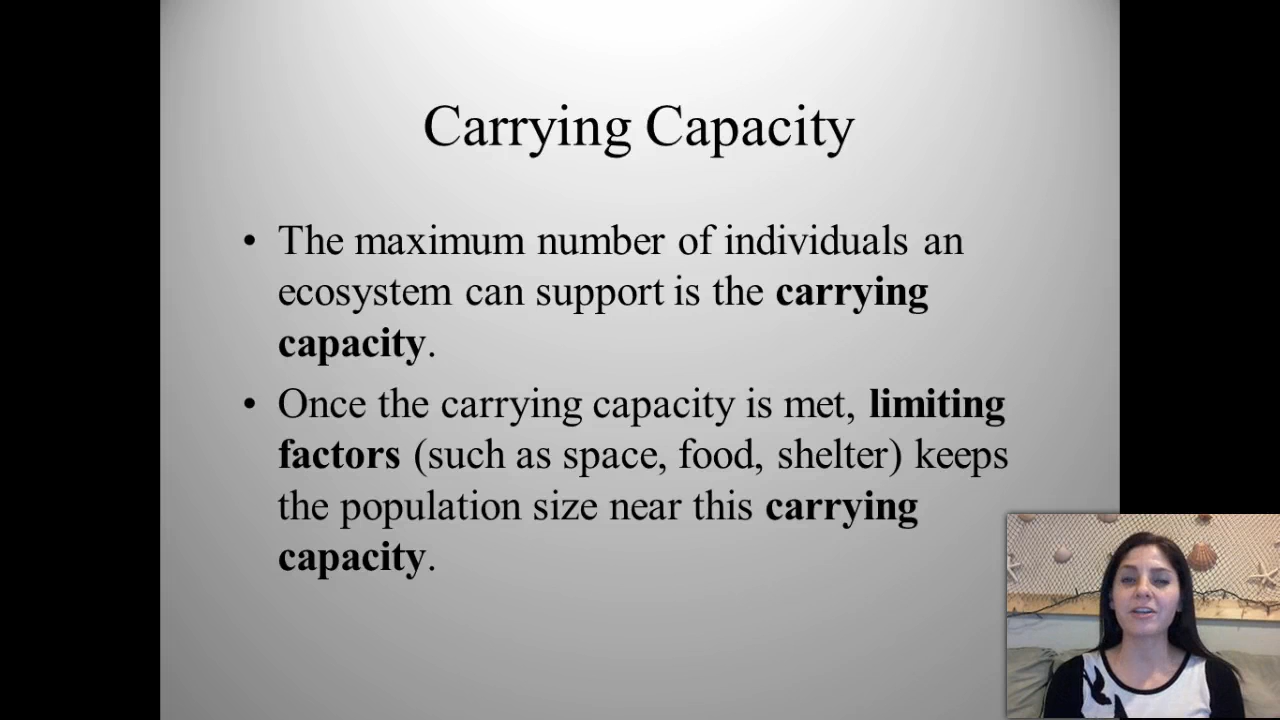 Carrying Capacity
• The maximum number of individuals an
ecosystem can support is the carrying
capacity.
• Once the carrying capacity is met, limiting
factors (such as space, food, shelter) keeps
the population size near this carrying
capacity.